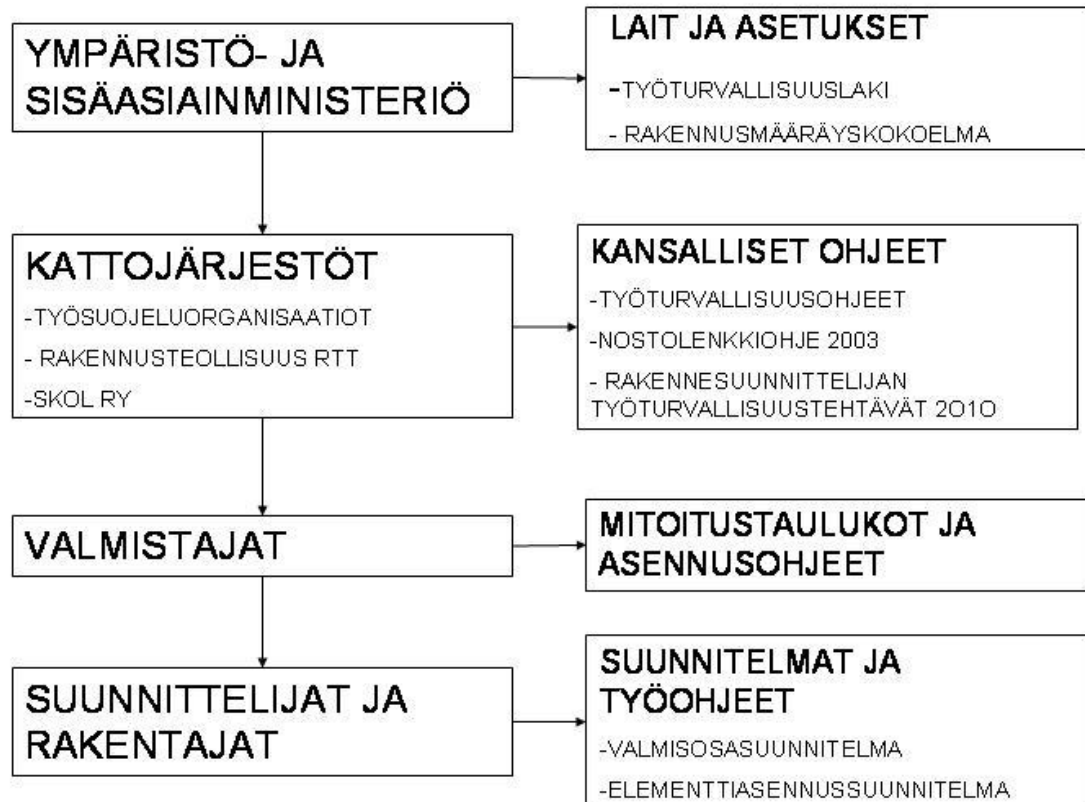 YMPÄRISTÖ- JA
SISÄASIAINMINISTERIÖ
LAIT JA ASETUKSET
-TYÖTURVALLISUUSLAKI
- RAKENNUSMÄÄRÄYSKOKOELMA
KATTOJÄRJESTÖT
-TYÖSUOJELUORGANISAATIOT
- RAKENNUSTEOLLISUUS RTT
-SKOL RY
KANSALLISET OHJEET
-TYÖTURVALLISUUSOHJEET
-NOSTOLENKKIOHJE 2003
- RAKENNESUUNNITTELIJAN
TYÖTURVALLISUUSTEHTÄVÄT 2010
VALMISTAJAT
MITOITUSTAULUKOT JA
ASENNUSOHJEET
SUUNNITTELIJAT JA
RAKENTAJAT
SUUNNITELMAT JA
TYÖOHJEET
-VALMISOSASUUNNITELMA
-ELEMENTTIASENNUSSUUNNITELMA